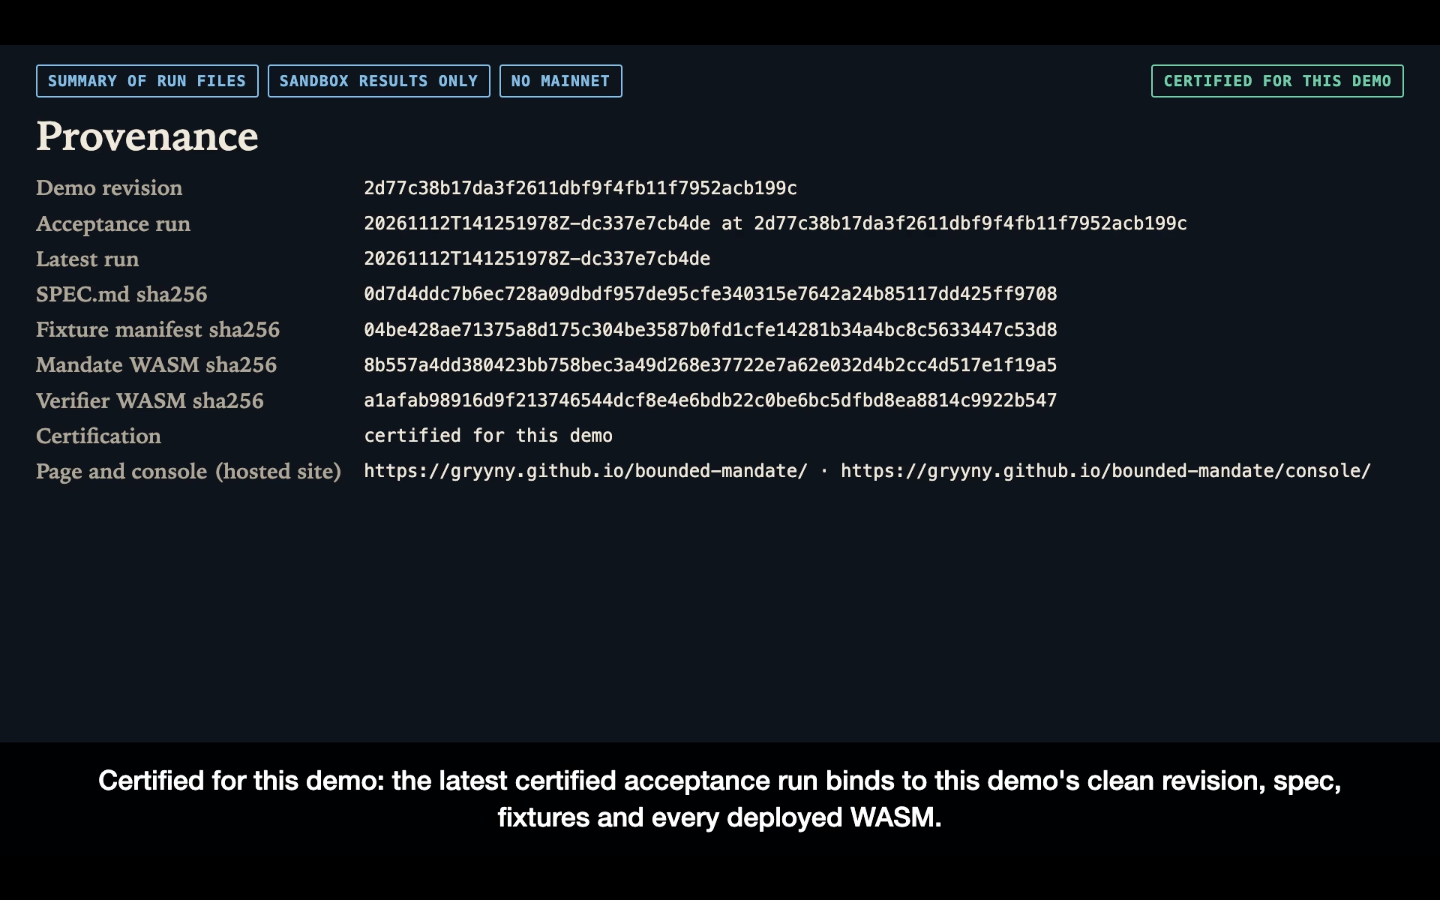 SUMMARY OF RUN FILES SANDBOX RESULTS ONLY NO MAINNET CERTIFIED FOR THIS DEMO
Provenance
Demo revision 2d77c38b17da3f2611dbf9f4fb11f7952acb199c
Acceptance run 20261112T141251978Z-dc337e7cb4de at 2d77c38b17da3f2611dbf9f4fb11f7952acb199c
Latest run 20261112T141251978Z-dc337e7cb4de
SPEC.md sha256 0d7d4ddc7b6ec728a09dbdf957de95cfe340315e7642a24b85117dd425ff9708
Fixture manifest sha256 04be428ae71375a8d175c304be3587b0fd1cfe14281b34a4bc8c5633447c53d8
Mandate WASM sha256 8b557a4dd380423bb758bec3a49d268e37722e7a62e032d4b2cc4d517e1f19a5
Verifier WASM sha256 a1afab98916d9f213746544dcf8e4e6bdb22c0be6bc5dfbd8ea8814c9922b547
Certification certified for this demo
Page and console (hosted site) https://gryyny.github.io/bounded-mandate/ · https://gryyny.github.io/bounded-mandate/console/
Certified for this demo: the latest certified acceptance run binds to this demo's clean revision, spec,
fixtures and every deployed WASM.